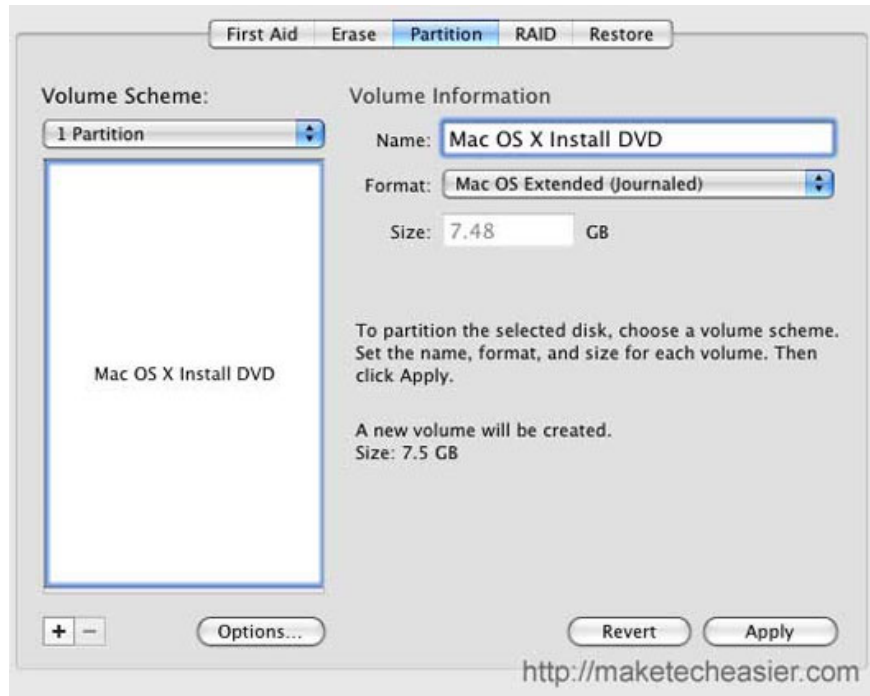 First Aid Erase Partition RAID Restore
Volume Scheme:
1 Partition
Mac OS X Install DVD
Volume Information
Name: Mac OS X Install DVD
Format: Mac OS Extended (Journaled)
Size: 7.48 GB
To partition the selected disk, choose a volume scheme.
Set the name, format, and size for each volume. Then
click Apply.
A new volume will be created.
Size: 7.5 GB
+ − Options... Revert Apply
http://maketecheasier.com